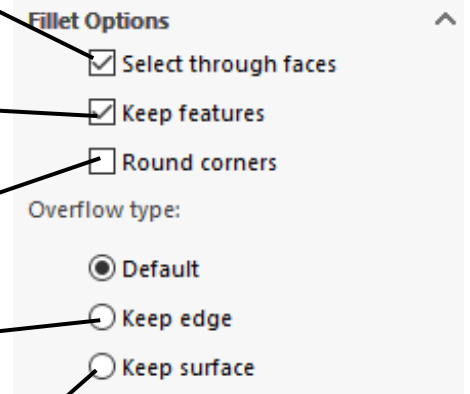 Fillet Options
Select through faces
Keep features
Round corners
Overflow type:
Default
Keep edge
Keep surface